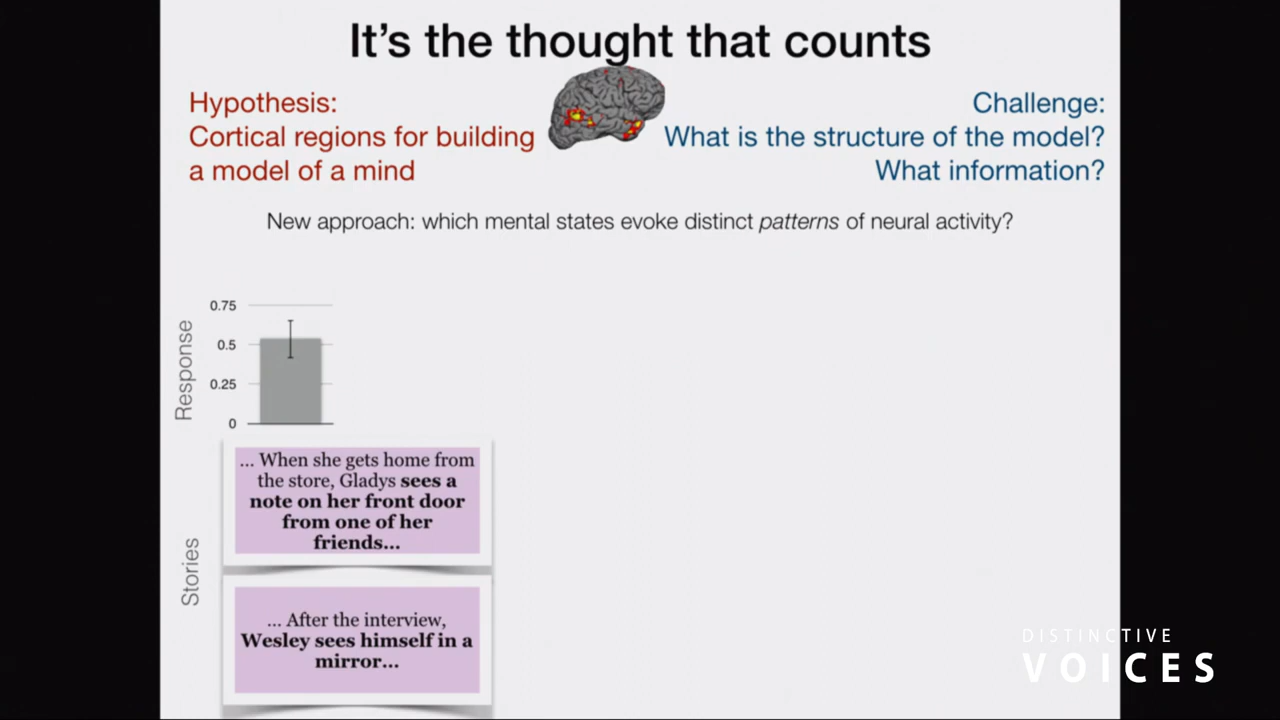 It's the thought that counts
Hypothesis:
Cortical regions for building
a model of a mind
Challenge:
What is the structure of the model?
What information?
New approach: which mental states evoke distinct patterns of neural activity?
Response
0.75
0.5
0.25
0
Stories
... When she gets home from
the store, Gladys sees a
note on her front door
from one of her
friends...
... After the interview,
Wesley sees himself in a
mirror...
DISTINCTIVE
VOICES